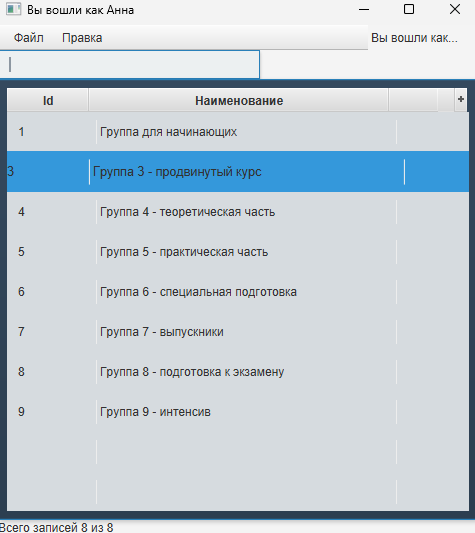 Вы вошли как Анна
Файл Правка Вы вошли как...
Id Наименование +
1 Группа для начинающих
3 Группа 3 - продвинутый курс
4 Группа 4 - теоретическая часть
5 Группа 5 - практическая часть
6 Группа 6 - специальная подготовка
7 Группа 7 - выпускники
8 Группа 8 - подготовка к экзамену
9 Группа 9 - интенсив
Всего записей 8 из 8